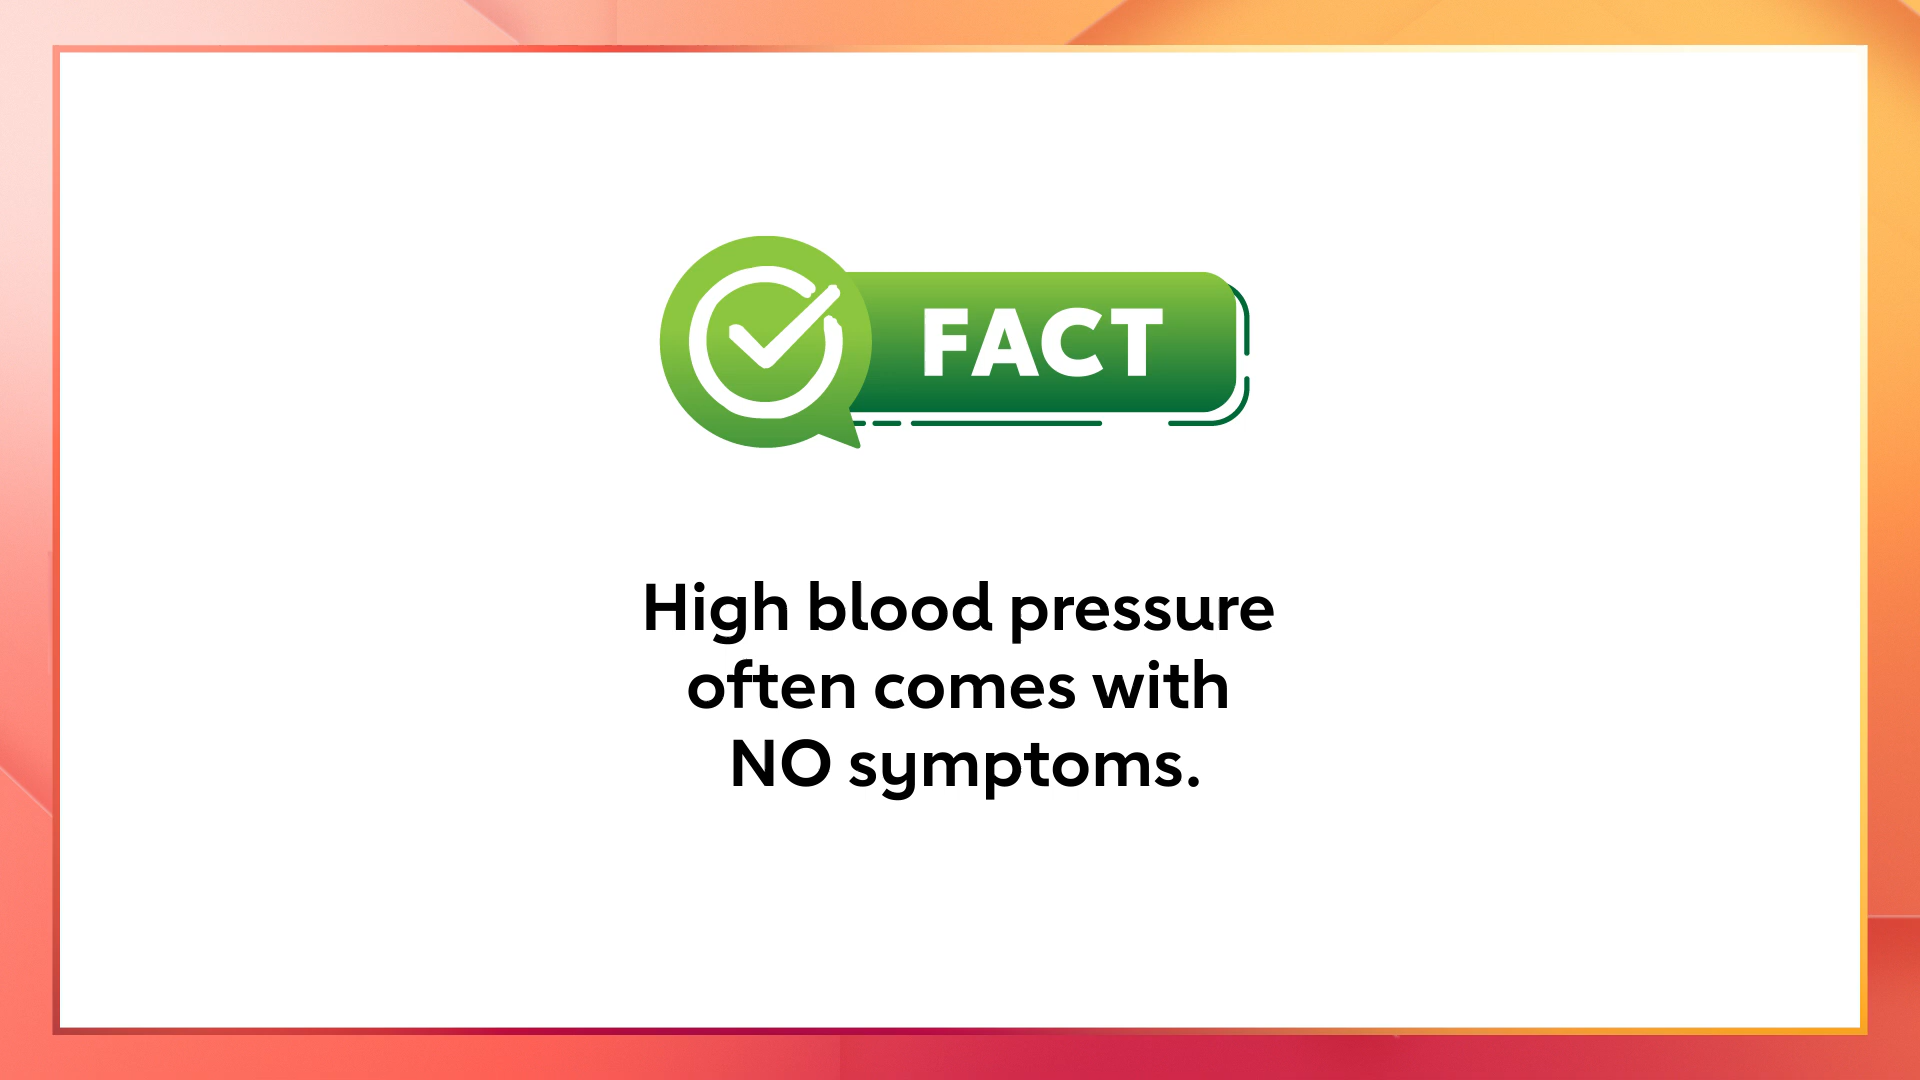 FACT
High blood pressure
often comes with
NO symptoms.